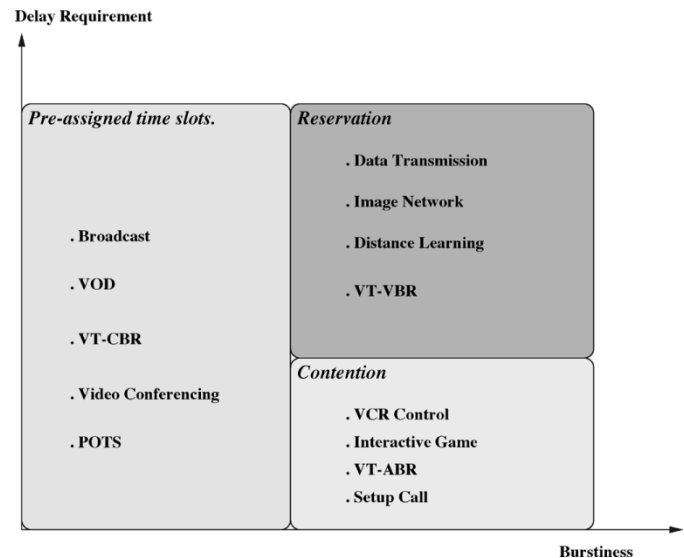 Delay Requirement
Pre-assigned time slots.
. Broadcast
. VOD
. VT-CBR
. Video Conferencing
. POTS
Reservation
. Data Transmission
. Image Network
. Distance Learning
. VT-VBR
Contention
. VCR Control
. Interactive Game
. VT-ABR
. Setup Call
Burstiness